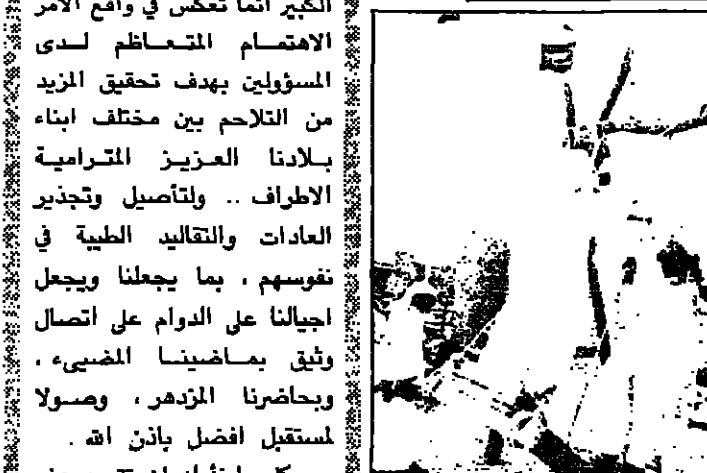 الكبير انما تعكس في واقع الامر
الاهتمام المتعاظم لدى
المسؤولين بهدف تحقيق المزيد
من التلاحم بين مختلف ابناء
بلادنا العزيز المترامية
الاطراف .. ولتأصيل وتجذير
العادات والتقاليد الطيبة في
نفوسهم ، بما يجعلنا ويجعل
اجيالنا على الدوام على اتصال
وثيق بماضينا المضيىء ،
وبحاضرنا المزدهر ، وصولا
لمستقبل افضل باذن الله .